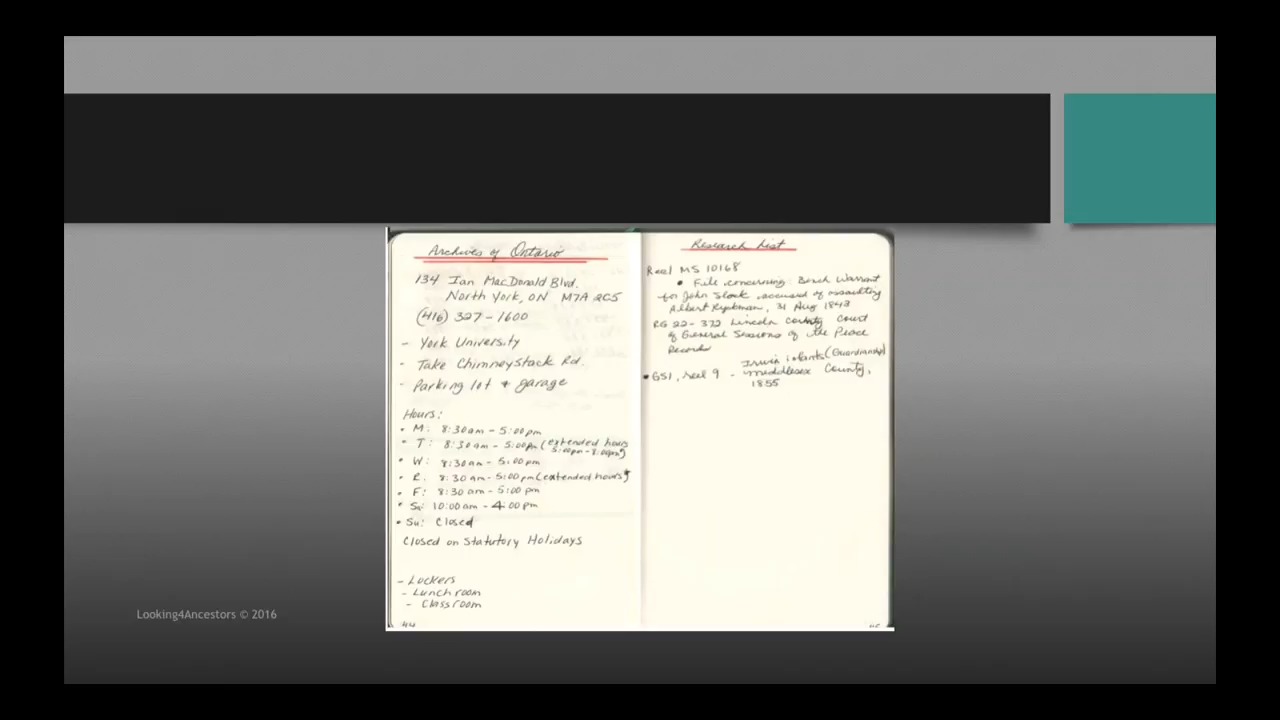 Archives of Ontario
134 Ian MacDonald Blvd.
North York, ON M7A 2C5
(416) 327-1600
- York University
- Take Chimneystack Rd.
- Parking lot + garage
Hours:
• M: 8:30am - 5:00pm
• T: 8:30am - 5:00pm (extended hours
5:00pm - 8:00pm)
• W: 8:30am - 5:00pm
• R: 8:30am - 5:00pm (extended hours)
• F: 8:30am - 5:00pm
• Sa: 10:00am - 4:00pm
• Su: Closed
Closed on Statutory Holidays
- Lockers
- Lunch room
- Classroom
44
Research List
Reel MS 10168
• File concerning: Bench Warrant
for John Sloak, accused of assaulting
Albert Rykman, 31 Aug 1843
RG 22-372 Lincoln County Court
of General Sessions of the Peace
Records
Irwin infants (Guardianship)
• GS1, reel 9 - Middlesex County,
1855
45
Looking4Ancestors © 2016